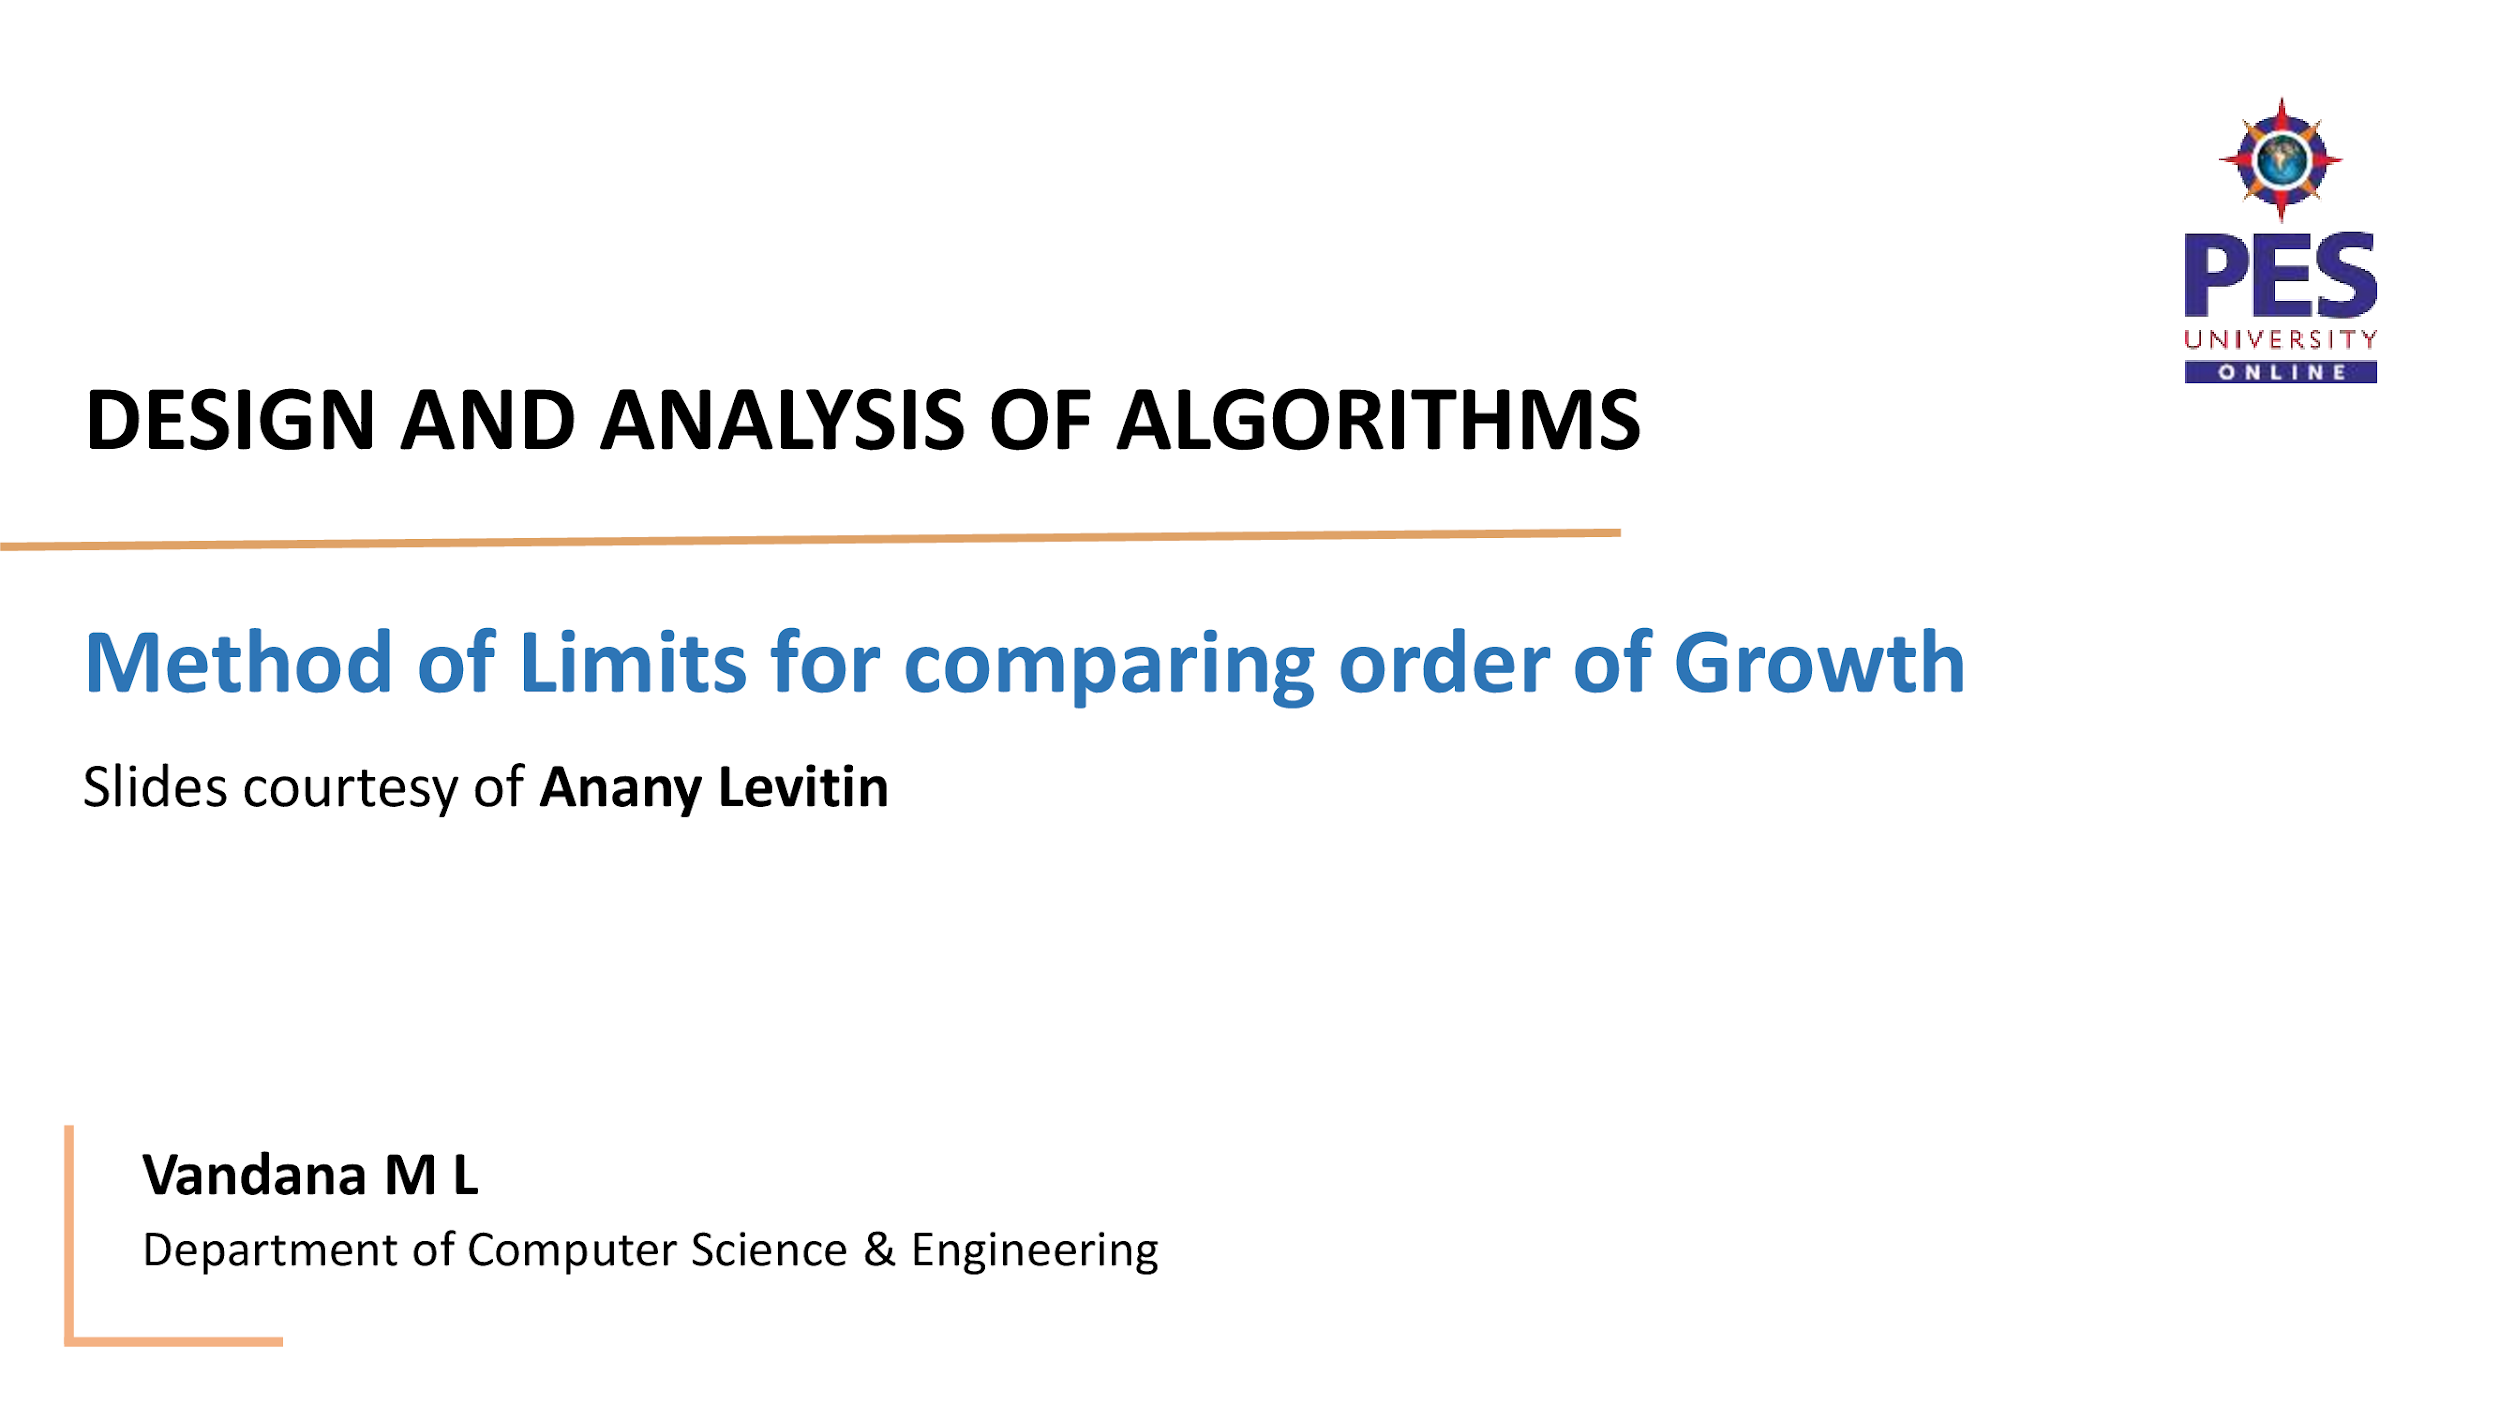 PES
UNIVERSITY
ONLINE
DESIGN AND ANALYSIS OF ALGORITHMS
Method of Limits for comparing order of Growth
Slides courtesy of Anany Levitin
Vandana M L
Department of Computer Science & Engineering